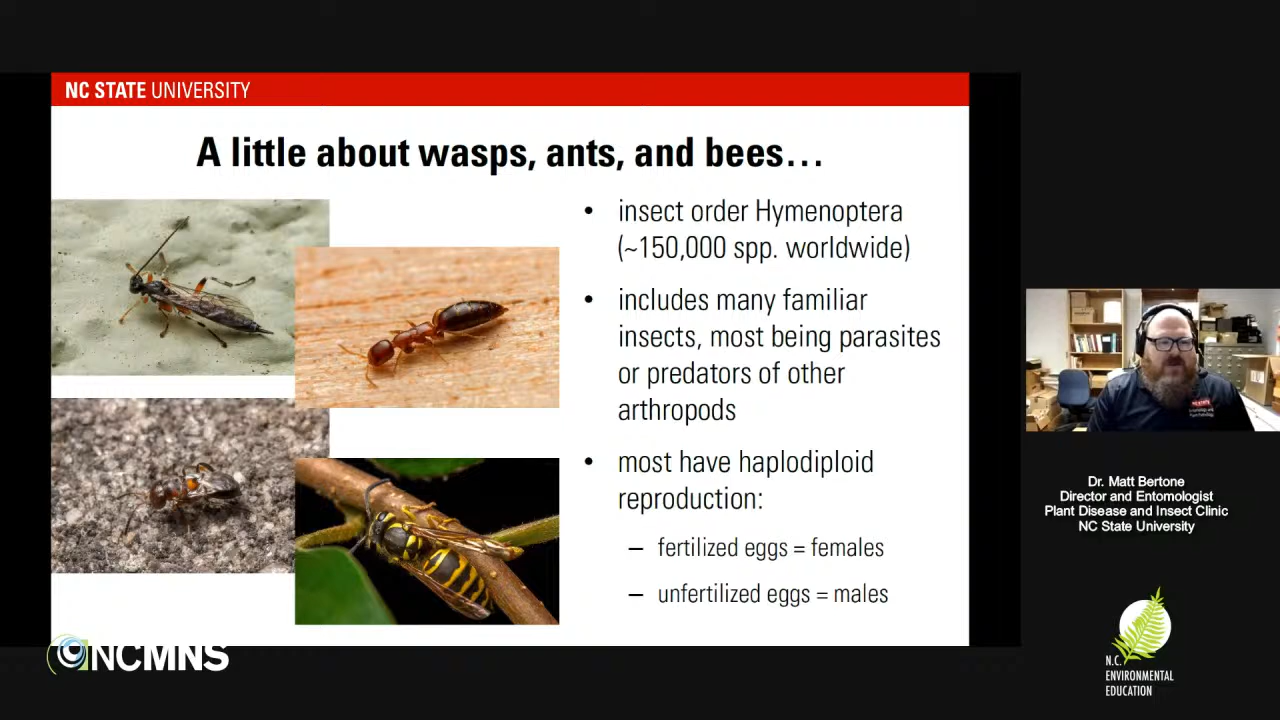 NC STATE UNIVERSITY
A little about wasps, ants, and bees…
• insect order Hymenoptera
(~150,000 spp. worldwide)
• includes many familiar
insects, most being parasites
or predators of other
arthropods
• most have haplodiploid
reproduction:
– fertilized eggs = females
– unfertilized eggs = males
Dr. Matt Bertone
Director and Entomologist
Plant Disease and Insect Clinic
NC State University
NCMNS
N.C.
ENVIRONMENTAL
EDUCATION